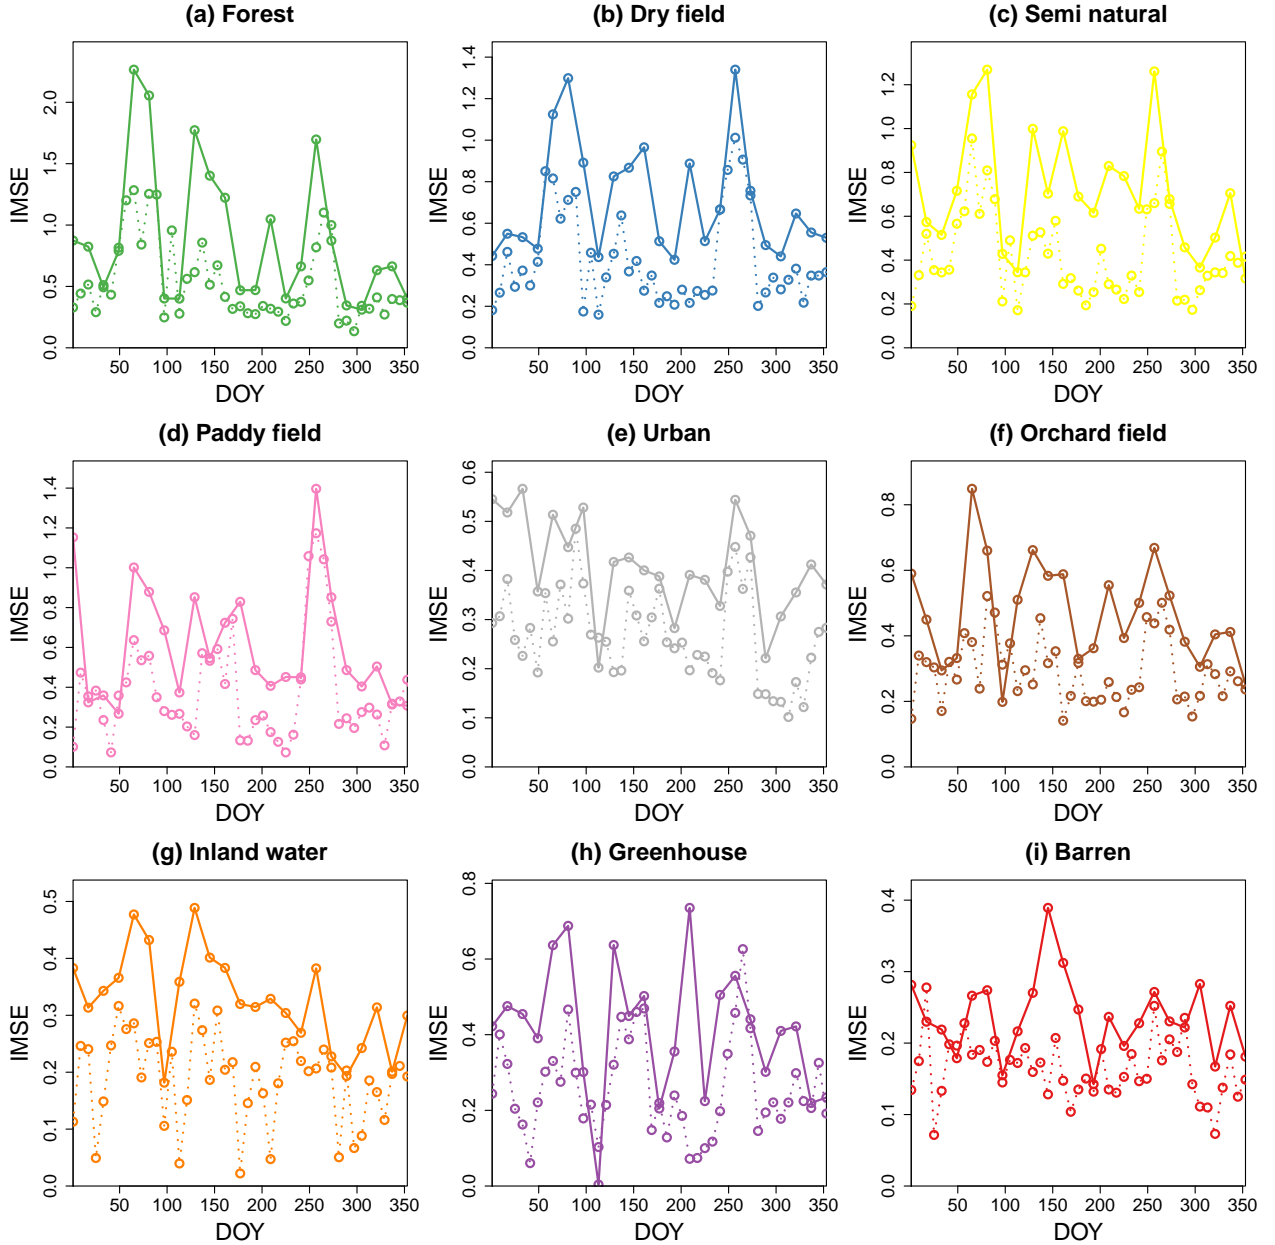 (a) Forest
IMSE
0.0 0.5 1.0 1.5 2.0
50 100 150 200 250 300 350
DOY
(b) Dry field
IMSE
0.0 0.2 0.4 0.6 0.8 1.0 1.2 1.4
50 100 150 200 250 300 350
DOY
(c) Semi natural
IMSE
0.0 0.2 0.4 0.6 0.8 1.0 1.2
50 100 150 200 250 300 350
DOY
(d) Paddy field
IMSE
0.0 0.2 0.4 0.6 0.8 1.0 1.2 1.4
50 100 150 200 250 300 350
DOY
(e) Urban
IMSE
0.0 0.1 0.2 0.3 0.4 0.5 0.6
50 100 150 200 250 300 350
DOY
(f) Orchard field
IMSE
0.0 0.2 0.4 0.6 0.8
50 100 150 200 250 300 350
DOY
(g) Inland water
IMSE
0.0 0.1 0.2 0.3 0.4 0.5
50 100 150 200 250 300 350
DOY
(h) Greenhouse
IMSE
0.0 0.2 0.4 0.6 0.8
50 100 150 200 250 300 350
DOY
(i) Barren
IMSE
0.0 0.1 0.2 0.3 0.4
50 100 150 200 250 300 350
DOY